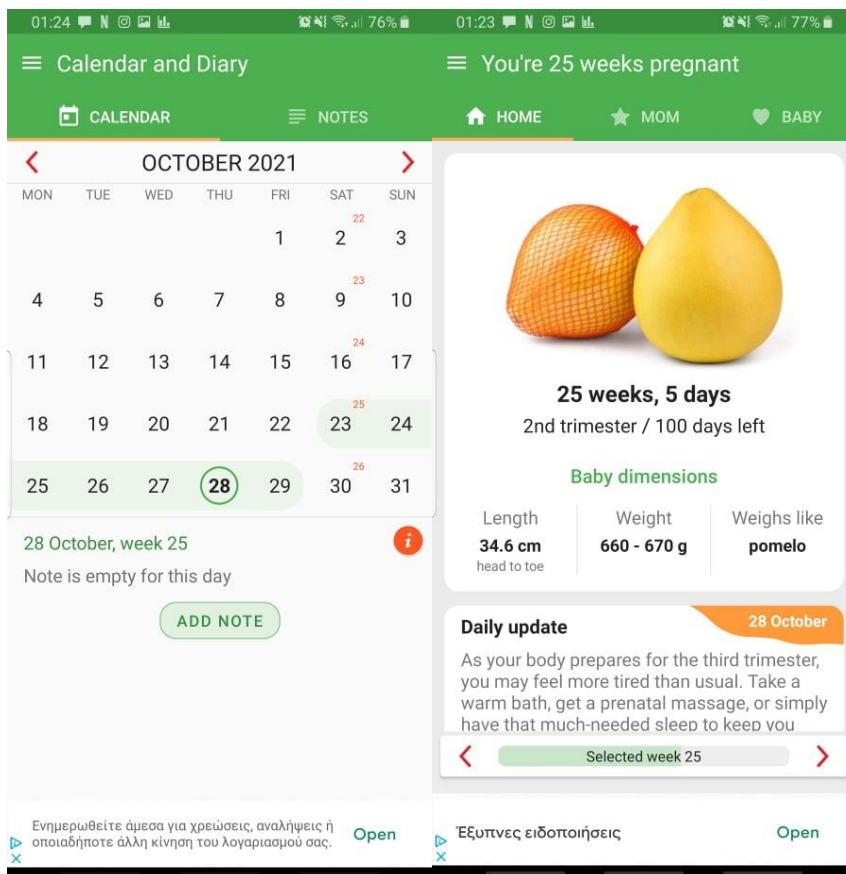 01:24 76%
Calendar and Diary
CALENDAR NOTES
OCTOBER 2021
MON TUE WED THU FRI SAT SUN
22
1 2 3
23
4 5 6 7 8 9 10
24
11 12 13 14 15 16 17
25
18 19 20 21 22 23 24
26
25 26 27 28 29 30 31
28 October, week 25
i
Note is empty for this day
ADD NOTE
Ενημερωθείτε άμεσα για χρεώσεις, αναλήψεις ή
οποιαδήποτε άλλη κίνηση του λογαριασμού σας.
Open
01:23 77%
You're 25 weeks pregnant
HOME MOM BABY
25 weeks, 5 days
2nd trimester / 100 days left
Baby dimensions
Length Weight Weighs like
34.6 cm 660 - 670 g pomelo
head to toe
Daily update 28 October
As your body prepares for the third trimester,
you may feel more tired than usual. Take a
warm bath, get a prenatal massage, or simply
have that much-needed sleep to keep you
Selected week 25
Έξυπνες ειδοποιήσεις Open